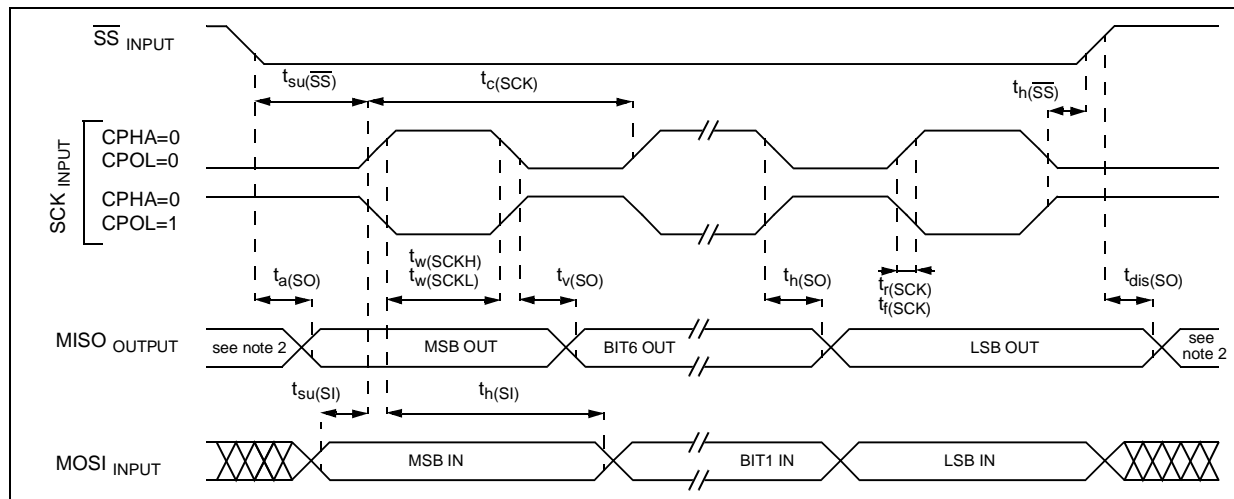 SS INPUT
tsu(SS)
tc(SCK)
th(SS)
SCK INPUT
CPHA=0
CPOL=0
CPHA=0
CPOL=1
ta(SO)
tw(SCKH)
tw(SCKL)
tv(SO)
th(SO)
tr(SCK)
tf(SCK)
tdis(SO)
MISO OUTPUT
see note 2
MSB OUT
BIT6 OUT
LSB OUT
see
note 2
tsu(SI)
th(SI)
MOSI INPUT
MSB IN
BIT1 IN
LSB IN